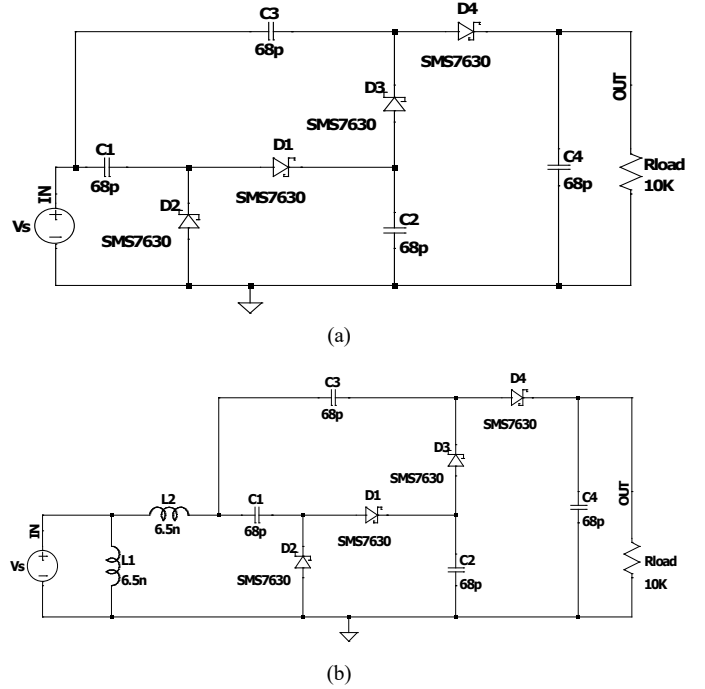 C3
68p
D4
SMS7630
D3
SMS7630
OUT
C1
68p
D1
SMS7630
C4
68p
Rload
10K
IN
Vs
D2
SMS7630
C2
68p
(a)
C3
68p
D4
SMS7630
D3
SMS7630
L2
6.5n
C1
68p
D1
SMS7630
C4
68p
OUT
IN
Vs
L1
6.5n
D2
SMS7630
C2
68p
Rload
10K
(b)